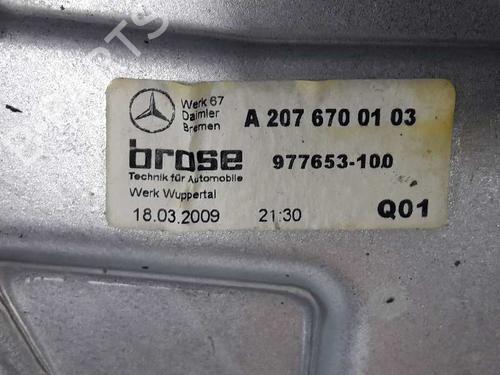 Werk 67
Daimler
Bremen
A 207 670 01 03
brose
Technik für Automobile
977653-100
Werk Wuppertal
18.03.2009 21:30 Q01
PARTS